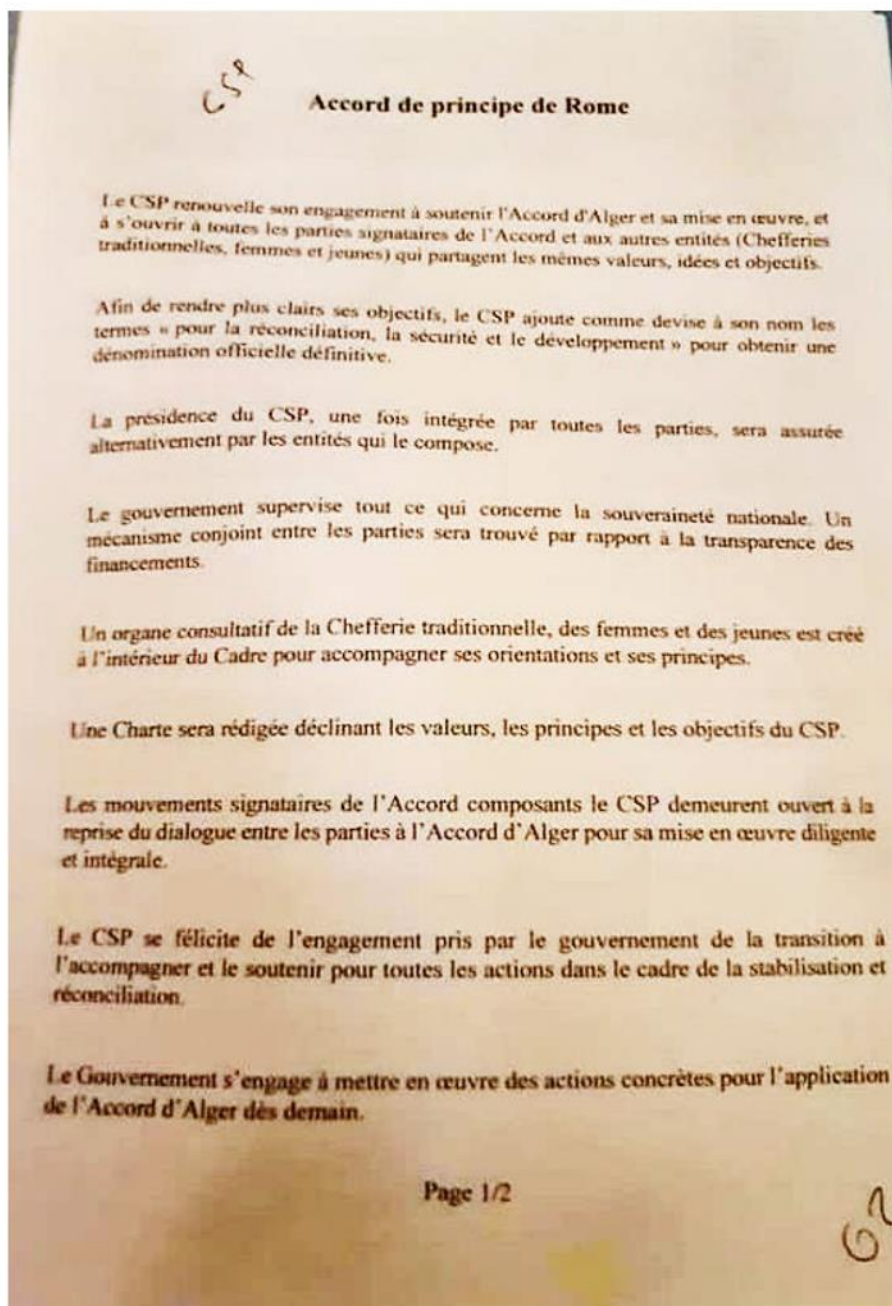 CSP
Accord de principe de Rome
Le CSP renouvelle son engagement à soutenir l'Accord d'Alger et sa mise en œuvre, et
à s'ouvrir à toutes les parties signataires de l'Accord et aux autres entités (Chefferies
traditionnelles, femmes et jeunes) qui partagent les mêmes valeurs, idées et objectifs.
Afin de rendre plus clairs ses objectifs, le CSP ajoute comme devise à son nom les
termes « pour la réconciliation, la sécurité et le développement » pour obtenir une
dénomination officielle définitive.
La présidence du CSP, une fois intégrée par toutes les parties, sera assurée
alternativement par les entités qui le compose.
Le gouvernement supervise tout ce qui concerne la souveraineté nationale. Un
mécanisme conjoint entre les parties sera trouvé par rapport à la transparence des
financements.
Un organe consultatif de la Chefferie traditionnelle, des femmes et des jeunes est créé
à l'intérieur du Cadre pour accompagner ses orientations et ses principes.
Une Charte sera rédigée déclinant les valeurs, les principes et les objectifs du CSP.
Les mouvements signataires de l'Accord composants le CSP demeurent ouvert à la
reprise du dialogue entre les parties à l'Accord d'Alger pour sa mise en œuvre diligente
et intégrale.
Le CSP se félicite de l'engagement pris par le gouvernement de la transition à
l'accompagner et le soutenir pour toutes les actions dans le cadre de la stabilisation et
réconciliation.
Le Gouvernement s'engage à mettre en œuvre des actions concrètes pour l'application
de l'Accord d'Alger dès demain.
Page 1/2